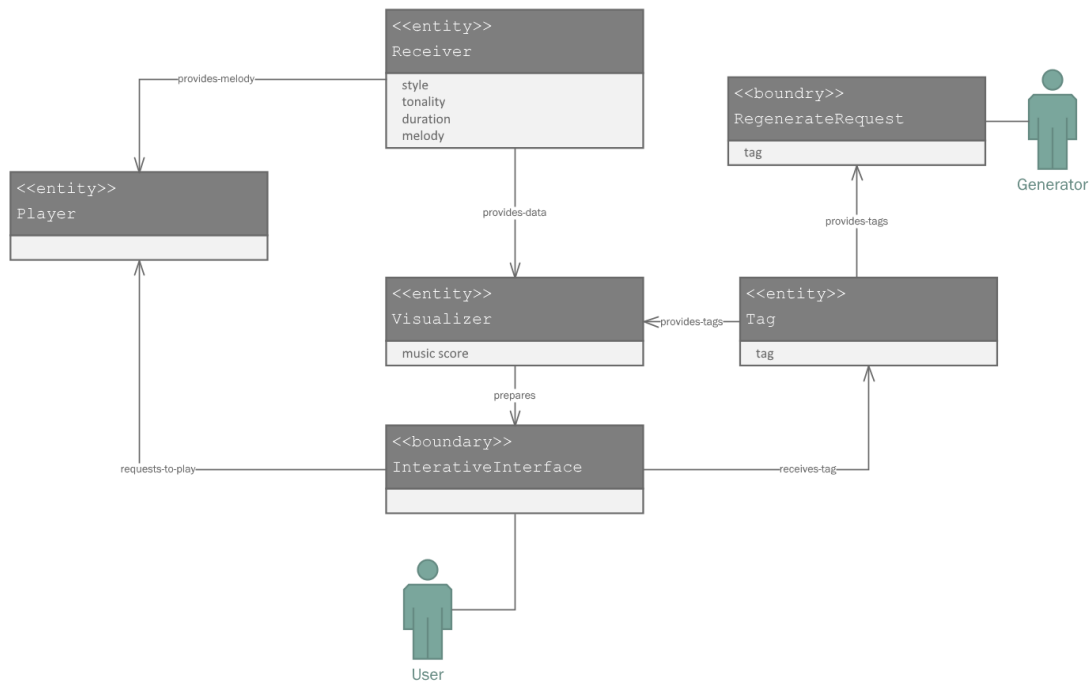 <<entity>>
Receiver
style
tonality
duration
melody
provides-melody
<<boundry>>
RegenerateRequest
tag
Generator
<<entity>>
Player
provides-data
provides-tags
<<entity>>
Visualizer
music score
provides-tags
<<entity>>
Tag
tag
prepares
<<boundary>>
InterativeInterface
requests-to-play
receives-tag
User